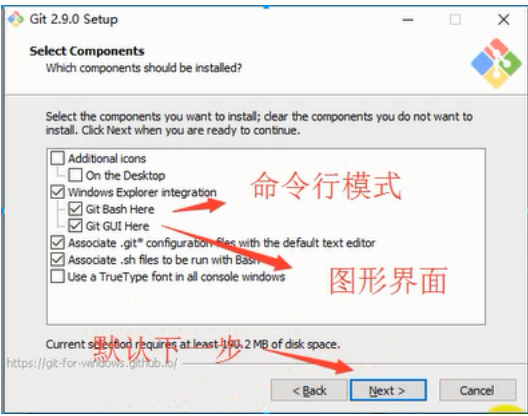 Git 2.9.0 Setup
Select Components
Which components should be installed?
Select the components you want to install; clear the components you do not want to
install. Click Next when you are ready to continue.
Additional icons
On the Desktop
Windows Explorer integration
命令行模式
Git Bash Here
Git GUI Here
Associate .git* configuration files with the default text editor
Associate .sh files to be run with Bash
图形界面
Use a TrueType font in all console windows
Current selection requires at least 190.2 MB of disk space.
默认下一步
https://git-for-windows.github.io/
< Back
Next >
Cancel